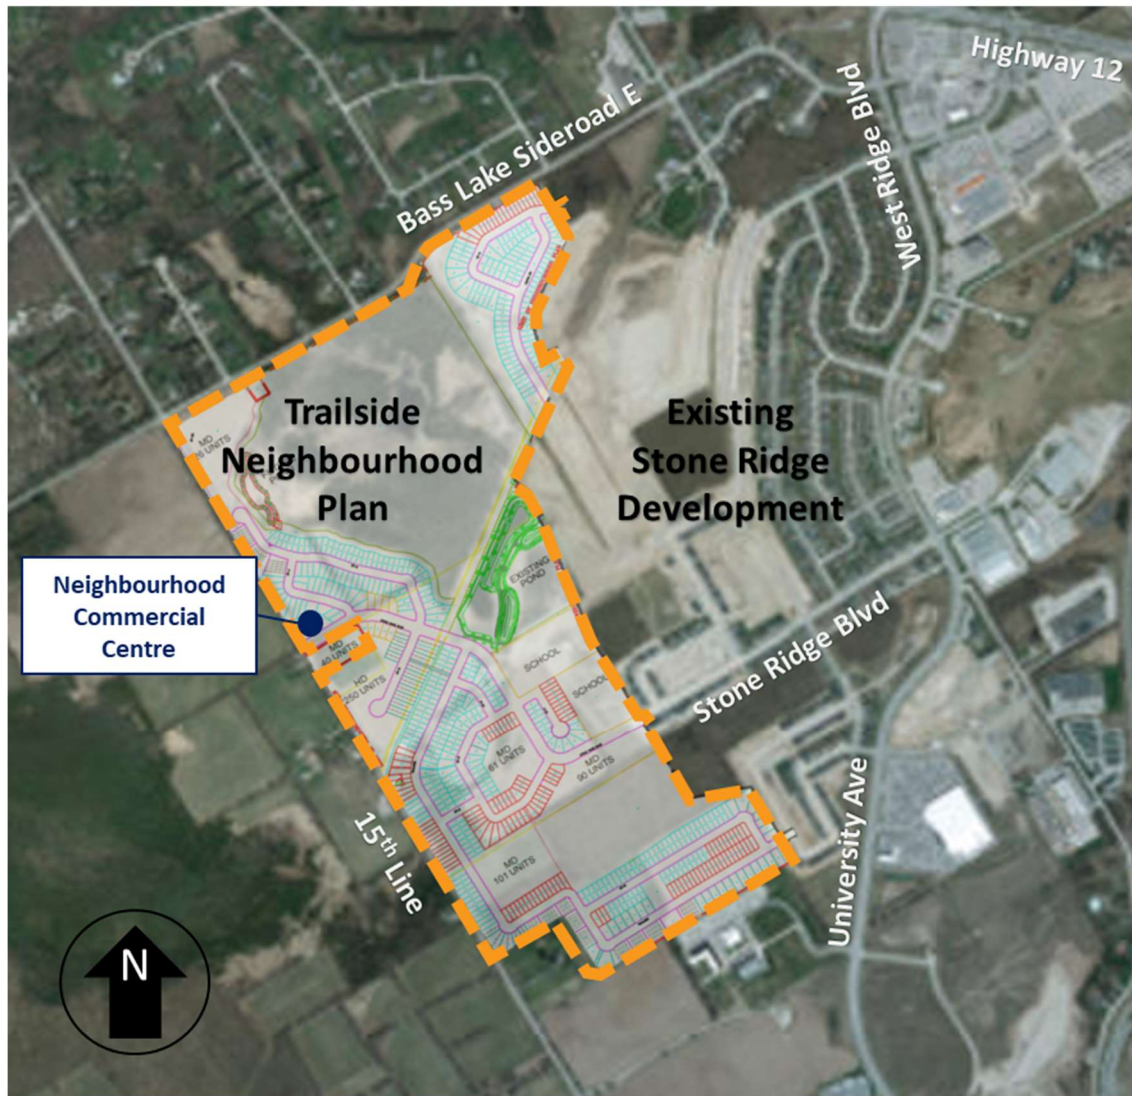 Highway 12
West Ridge Blvd
Bass Lake Sideroad E
Trailside
Neighbourhood
Plan
Existing
Stone Ridge
Development
MD
UNITS
EXISTING
POND
Neighbourhood
Commercial
Centre
MD
40 UNITS
HD
250 UNITS
SCHOOL
SCHOOL
Stone Ridge Blvd
MD
61 UNITS
MD
90 UNITS
15th Line
MD
101 UNITS
University Ave
N